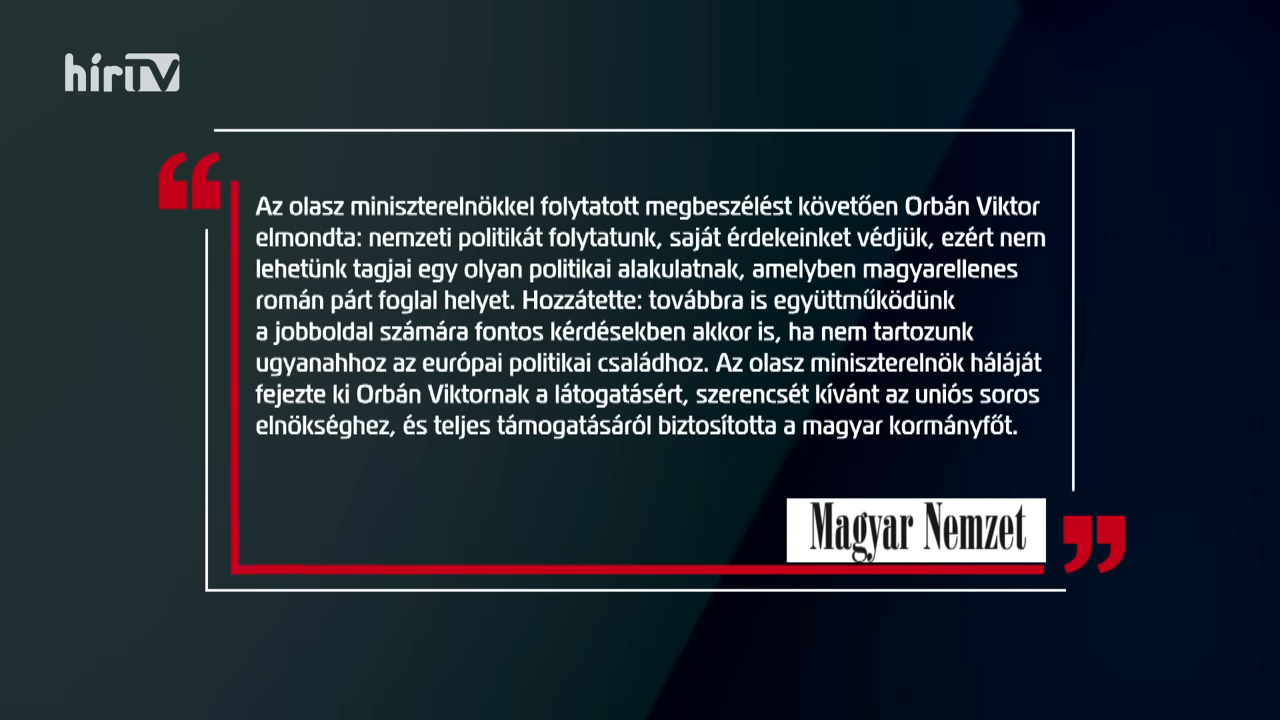 hírTV
Az olasz miniszterelnökkel folytatott megbeszélést követően Orbán Viktor
elmondta: nemzeti politikát folytatunk, saját érdekeinket védjük, ezért nem
lehetünk tagjai egy olyan politikai alakulatnak, amelyben magyarellenes
román párt foglal helyet. Hozzátette: továbbra is együttműködünk
a jobboldal számára fontos kérdésekben akkor is, ha nem tartozunk
ugyanahhoz az európai politikai családhoz. Az olasz miniszterelnök háláját
fejezte ki Orbán Viktornak a látogatásért, szerencsét kívánt az uniós soros
elnökséghez, és teljes támogatásáról biztosította a magyar kormányfőt.
Magyar Nemzet